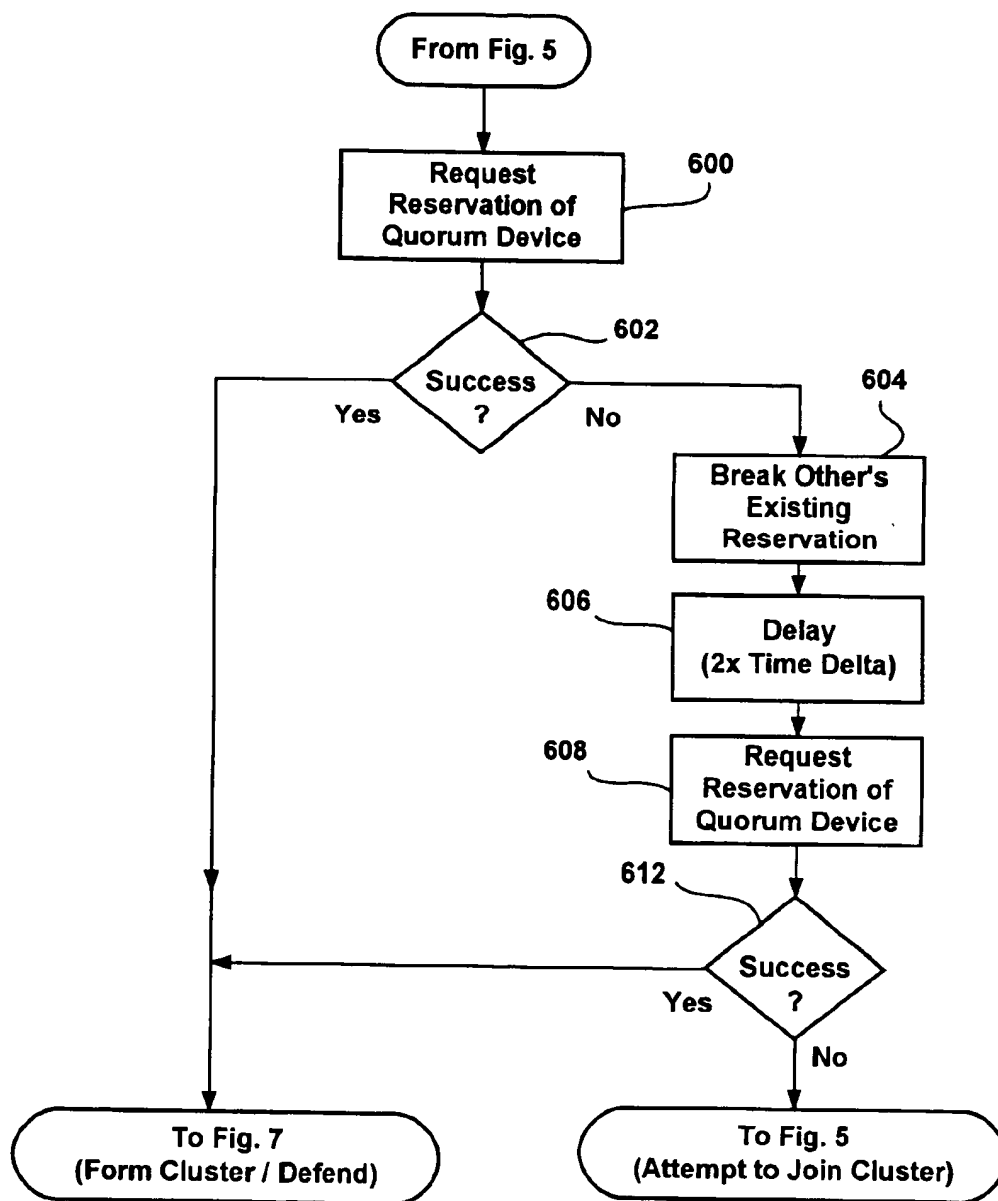 From Fig. 5
Request
Reservation of
Quorum Device
600
602
Success
?
Yes
No
604
Break Other's
Existing
Reservation
606
Delay
(2x Time Delta)
608
Request
Reservation of
Quorum Device
612
Success
?
Yes
No
To Fig. 7
(Form Cluster / Defend)
To Fig. 5
(Attempt to Join Cluster)